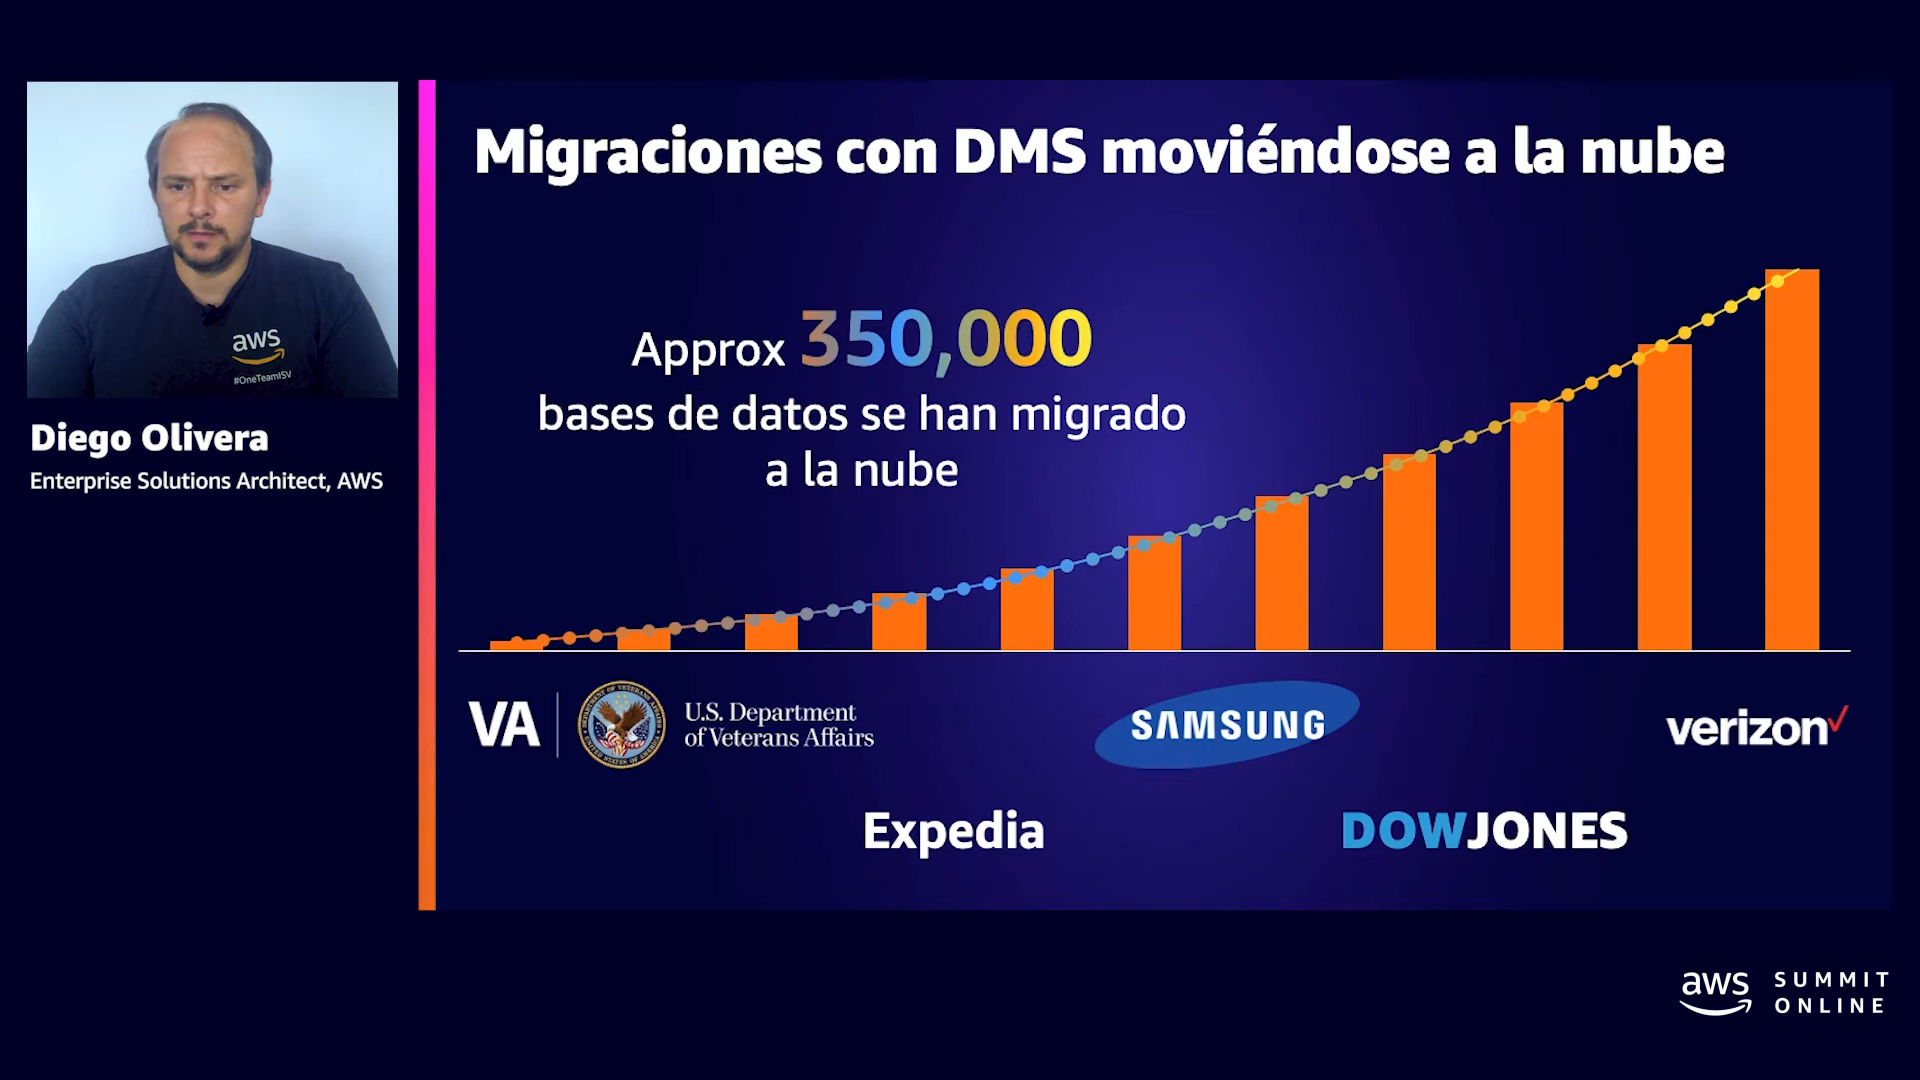 aws
#OneTeamISV
Diego Olivera
Enterprise Solutions Architect, AWS
Migraciones con DMS moviéndose a la nube
Approx 350,000
bases de datos se han migrado
a la nube
VA
U.S. Department
of Veterans Affairs
SAMSUNG
verizon
Expedia
DOWJONES
aws
SUMMIT
ONLINE